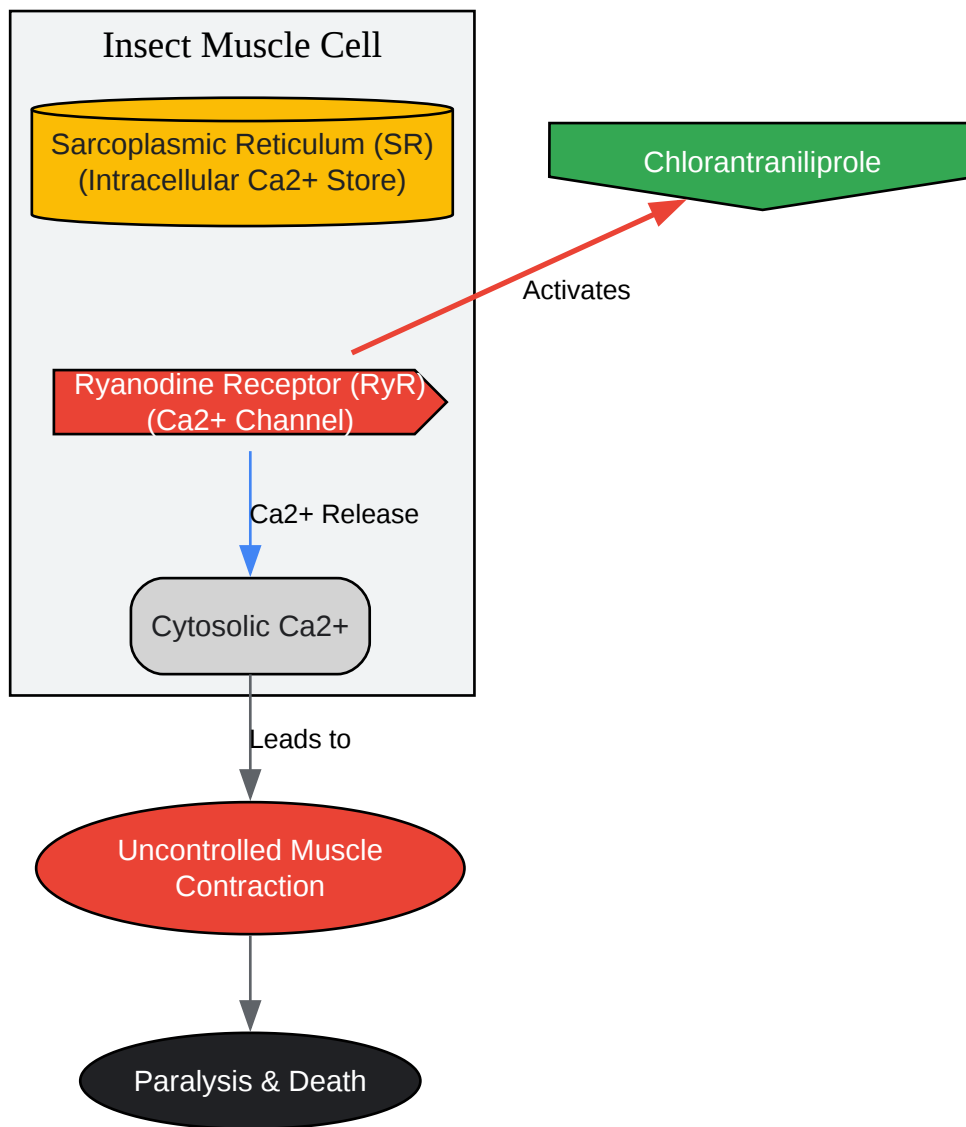 Insect Muscle Cell
Sarcoplasmic Reticulum (SR)
(Intracellular Ca2+ Store)
Chlorantraniliprole
Activates
Ryanodine Receptor (RyR)
(Ca2+ Channel)
Ca2+ Release
Cytosolic Ca2+
Leads to
Uncontrolled Muscle
Contraction
Paralysis & Death